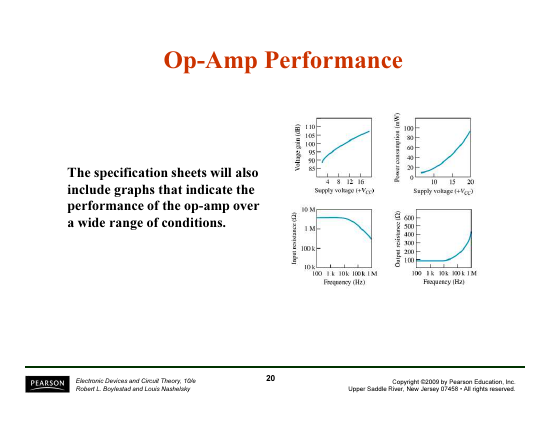 Op-Amp Performance
The specification sheets will also
include graphs that indicate the
performance of the op-amp over
a wide range of conditions.
Voltage gain (dB)
110
105
100
95
90
85
4 8 12 16
Supply voltage (+V_CC)
Power consumption (mW)
100
80
60
40
20
0
10 15 20
Supply voltage (+V_CC)
Input resistance (Ω)
10 M
1 M
100 k
10 k
100 1 k 10 k 100 k 1 M
Frequency (Hz)
Output resistance (Ω)
600
500
400
300
200
100
100 1 k 10 k 100 k 1 M
Frequency (Hz)
PEARSON
Electronic Devices and Circuit Theory, 10/e
Robert L. Boylestad and Louis Nashelsky
20
Copyright ©2009 by Pearson Education, Inc.
Upper Saddle River, New Jersey 07458 • All rights reserved.